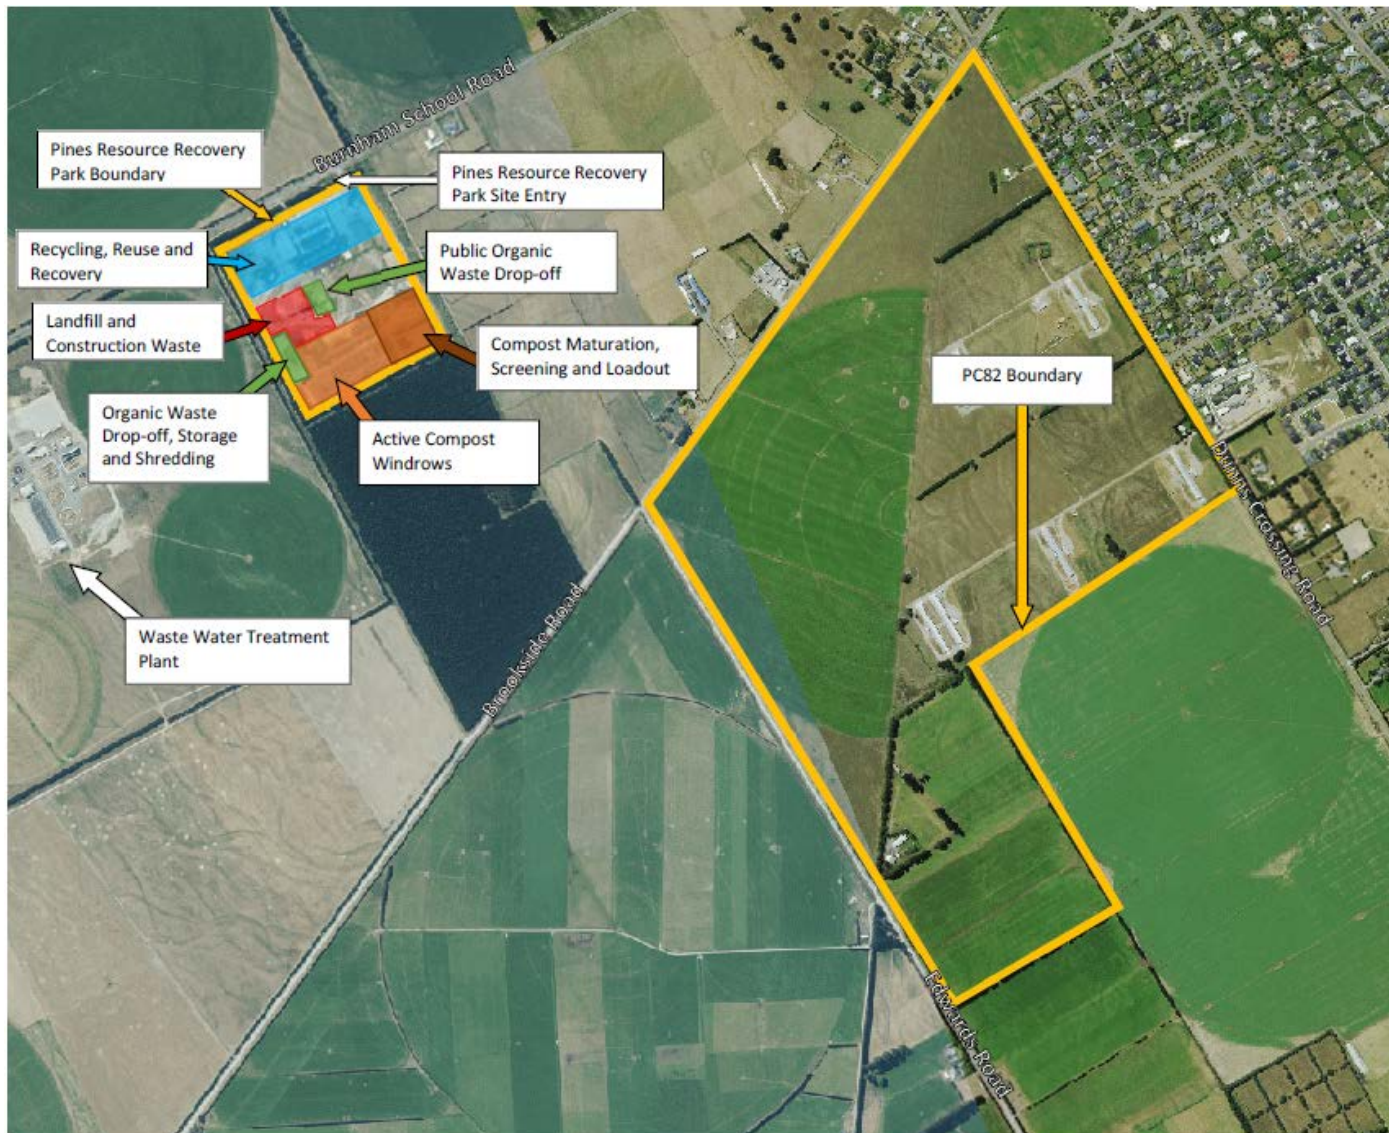 Burnham School Road
Pines Resource Recovery
Park Boundary
Pines Resource Recovery
Park Site Entry
Recycling, Reuse and
Recovery
Public Organic
Waste Drop-off
Landfill and
Construction Waste
Compost Maturation,
Screening and Loadout
PC82 Boundary
Organic Waste
Drop-off, Storage
and Shredding
Active Compost
Windrows
Dunns Crossing Road
Waste Water Treatment
Plant
Brookside Road
Edwards Road